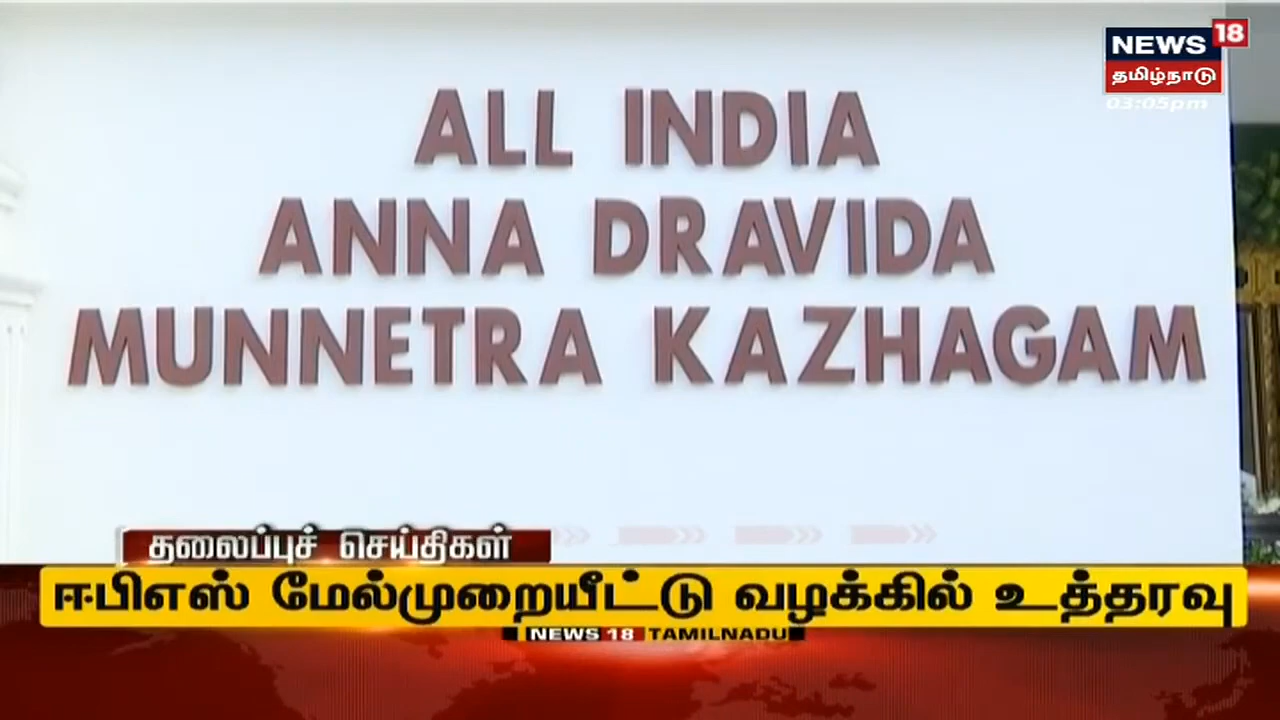 NEWS 18
தமிழ்நாடு
03:05pm
ALL INDIA
ANNA DRAVIDA
MUNNETRA KAZHAGAM
தலைப்புச் செய்திகள்
ஈபிஎஸ் மேல்முறையீட்டு வழக்கில் உத்தரவு
NEWS 18 TAMILNADU